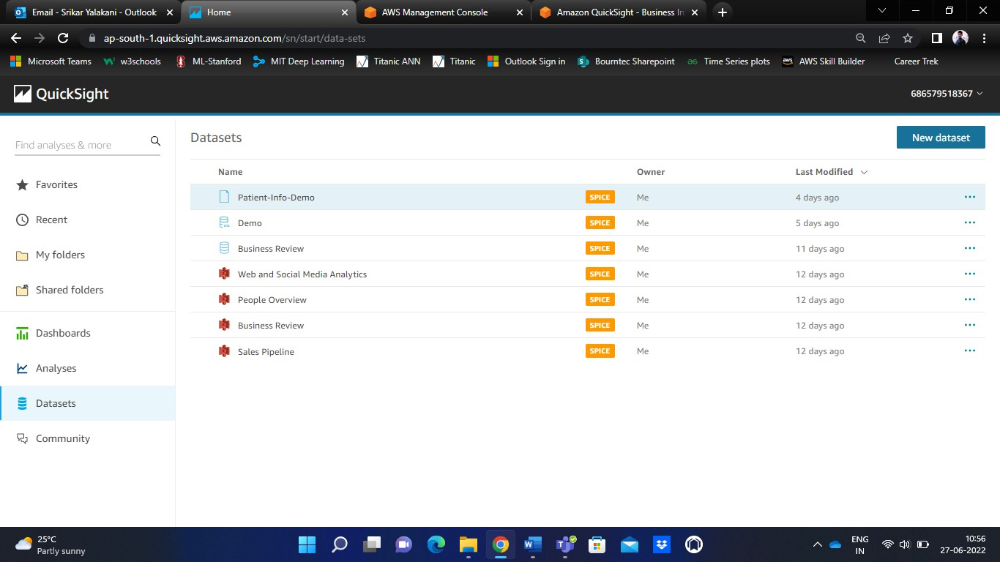 Email - Srikar Yalakani - Outlook
Home
AWS Management Console
Amazon QuickSight - Business In
ap-south-1.quicksight.aws.amazon.com/sn/start/data-sets
Microsoft Teams w3schools ML-Stanford MIT Deep Learning Titanic ANN Titanic Outlook Sign in Bourntec Sharepoint Time Series plots aws AWS Skill Builder Career Trek
QuickSight
686579518367
Find analyses & more
Favorites
Recent
My folders
Shared folders
Dashboards
Analyses
Datasets
Community
Datasets
New dataset
Name Owner Last Modified
Patient-Info-Demo SPICE Me 4 days ago
Demo SPICE Me 5 days ago
Business Review SPICE Me 11 days ago
Web and Social Media Analytics SPICE Me 12 days ago
People Overview SPICE Me 12 days ago
Business Review SPICE Me 12 days ago
Sales Pipeline SPICE Me 12 days ago
25°C
Partly sunny
ENG
IN
10:56
27-06-2022